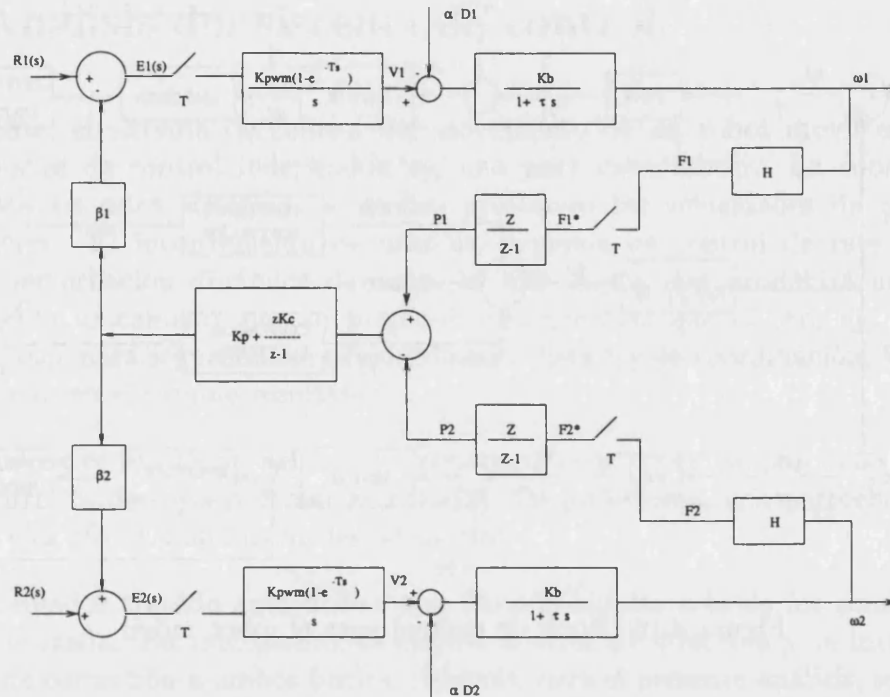 α D1
R1(s)
+
-
E1(s)
T
Kpwm(1-e -Ts )
s
V1
Kb
1+ τ s
ω1
F1
H
β1
P1
Z
Z-1
F1*
T
Kp +
zKc
z-1
+
-
P2
Z
Z-1
F2*
T
β2
F2
H
R2(s)
+
+
E2(s)
T
Kpwm(1-e -Ts )
s
V2
+
-
Kb
1+ τ s
ω2
α D2